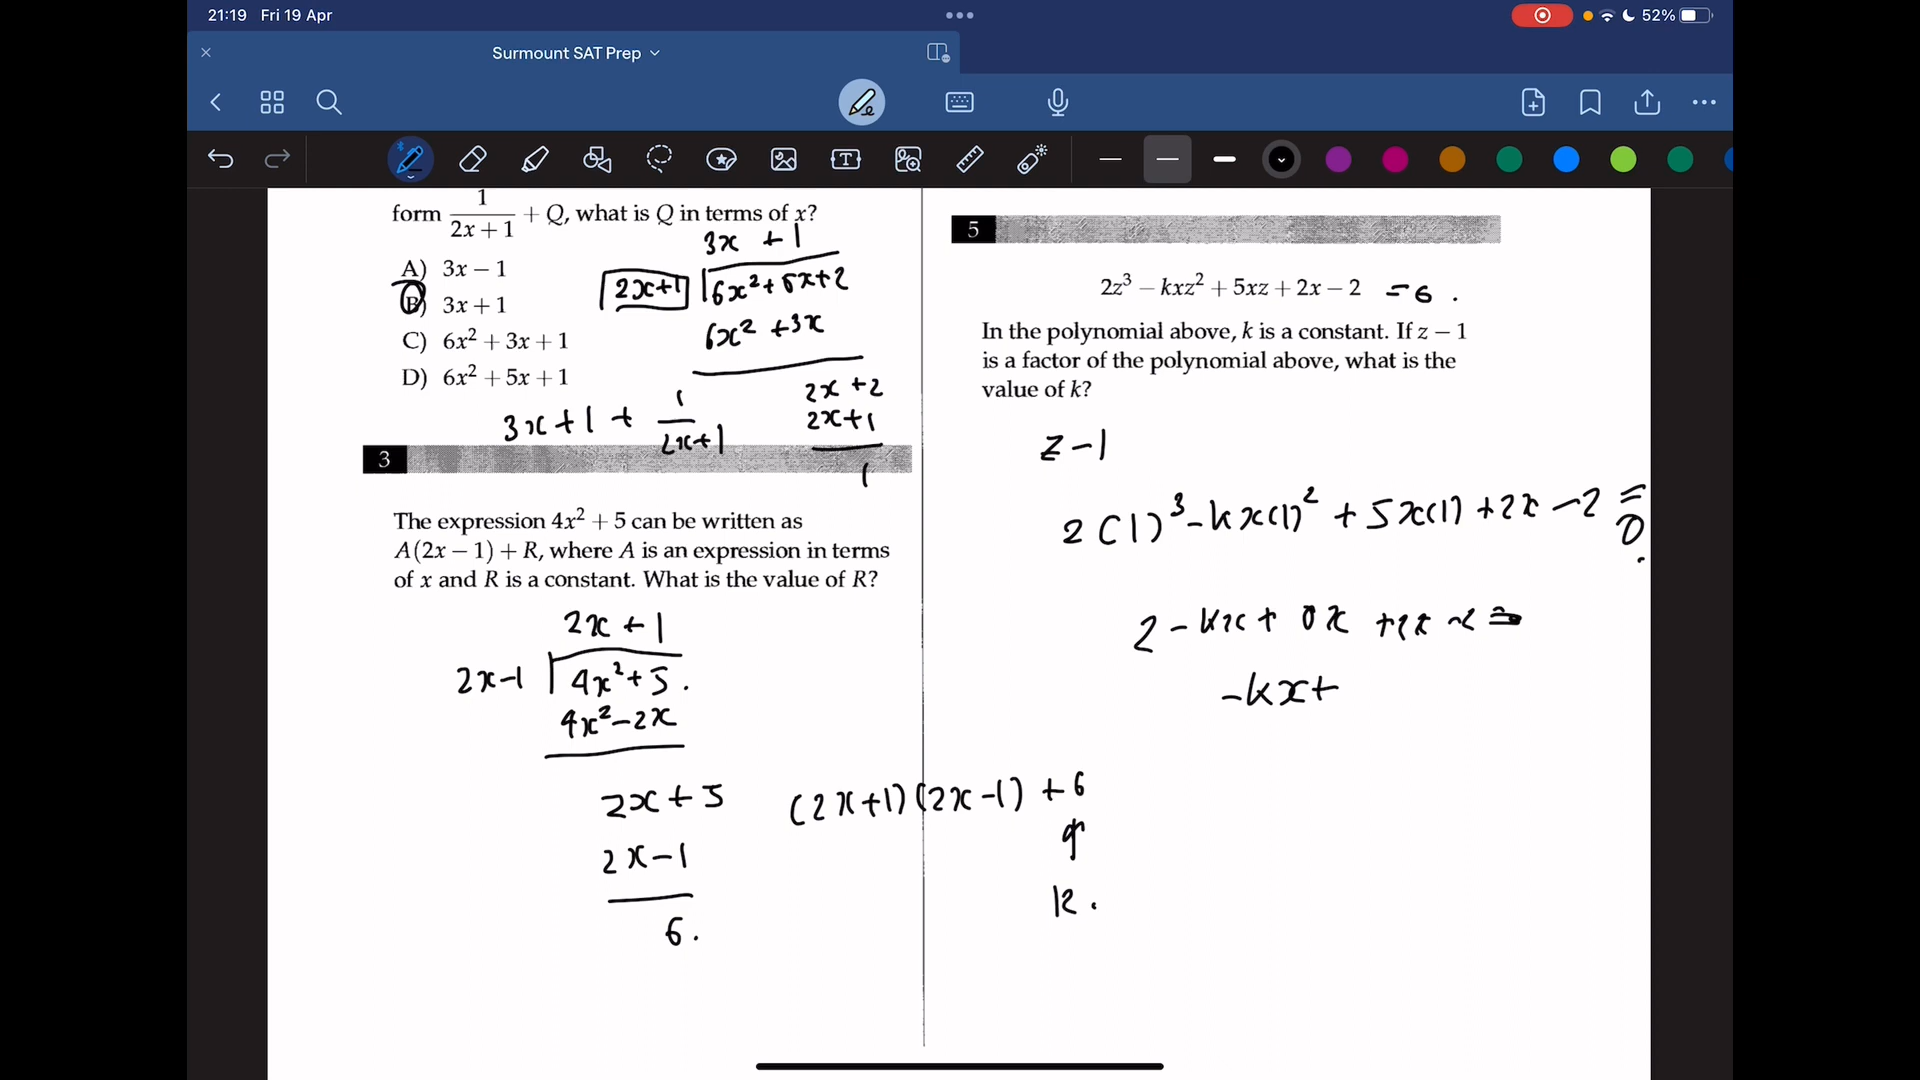 21:19 Fri 19 Apr
52%
Surmount SAT Prep
form 1/(2x + 1) + Q, what is Q in terms of x?
A) 3x − 1
B) 3x + 1
C) 6x² + 3x + 1
D) 6x² + 5x + 1
3x + 1
2x+1 6x²+5x+2
6x² +3x
2x +2
2x+1
1
3x+1 + 1/(2x+1)
3
The expression 4x² + 5 can be written as
A(2x − 1) + R, where A is an expression in terms
of x and R is a constant. What is the value of R?
2x + 1
2x−1 4x²+5.
4x²−2x
2x + 5
2x−1
6.
(2x+1)(2x−1) +6
R.
5
2z³ − kxz² + 5xz + 2x − 2 =6.
In the polynomial above, k is a constant. If z − 1
is a factor of the polynomial above, what is the
value of k?
z−1
2(1)³−kx(1)² + 5x(1) +2x −2 = 0.
2 − kx +
−kx+